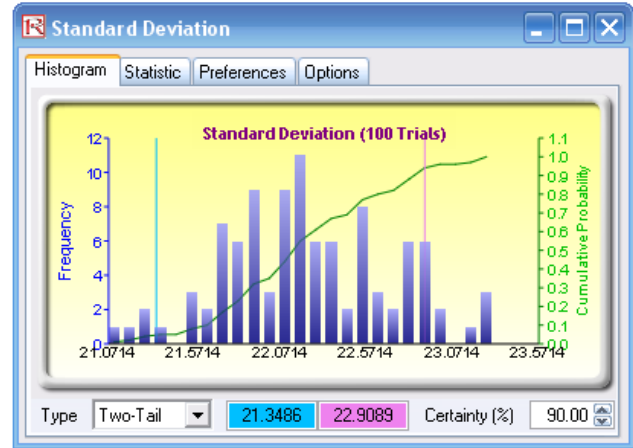 Standard Deviation
Histogram Statistic Preferences Options
Standard Deviation (100 Trials)
Frequency
12
10
8
6
4
2
0
1.1
1.0
0.9
0.8
0.7
0.6
0.5
0.4
0.3
0.2
0.1
0.0
Cumulative Probability
21.0714 21.5714 22.0714 22.5714 23.0714 23.5714
Type Two-Tail 21.3486 22.9089 Certainty (%) 90.00